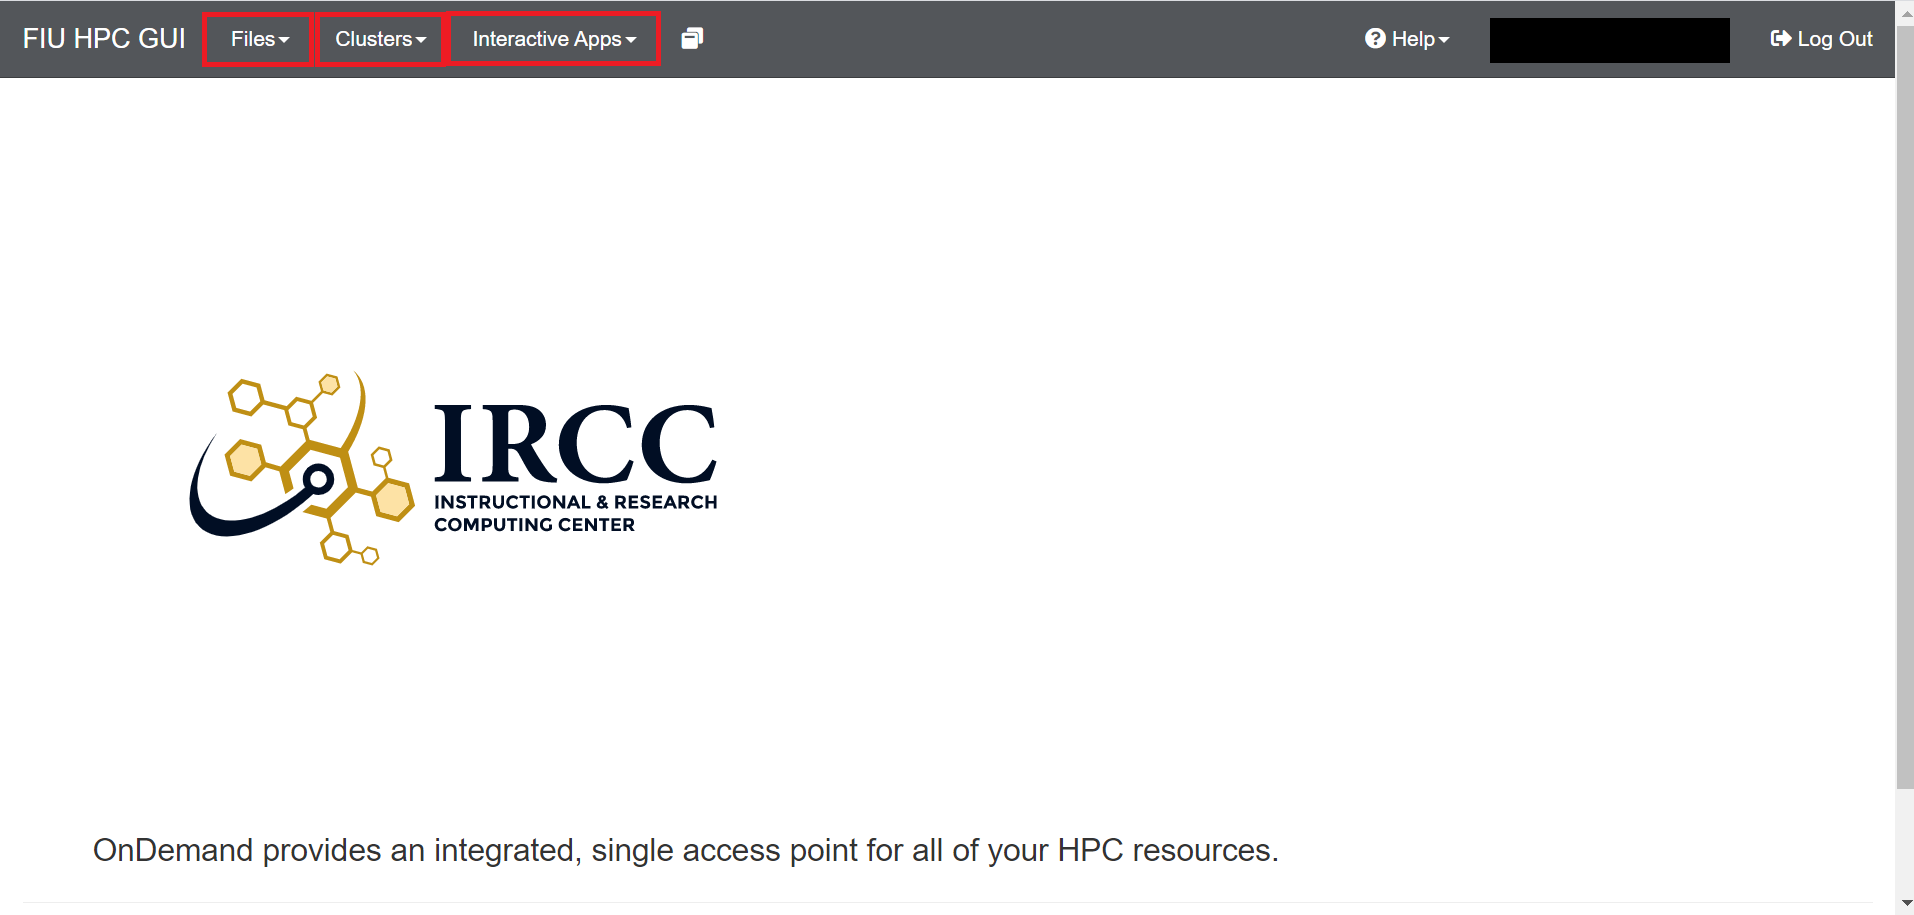 FIU HPC GUI Files Clusters Interactive Apps Help Log Out
IRCC
INSTRUCTIONAL & RESEARCH
COMPUTING CENTER
OnDemand provides an integrated, single access point for all of your HPC resources.